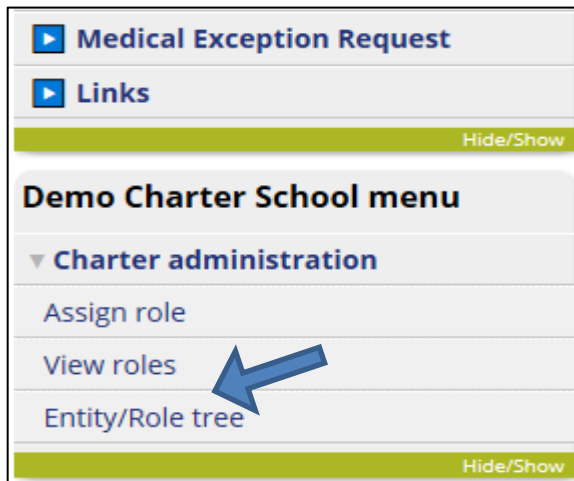 Medical Exception Request
Links
Hide/Show
Demo Charter School menu
Charter administration
Assign role
View roles
Entity/Role tree
Hide/Show